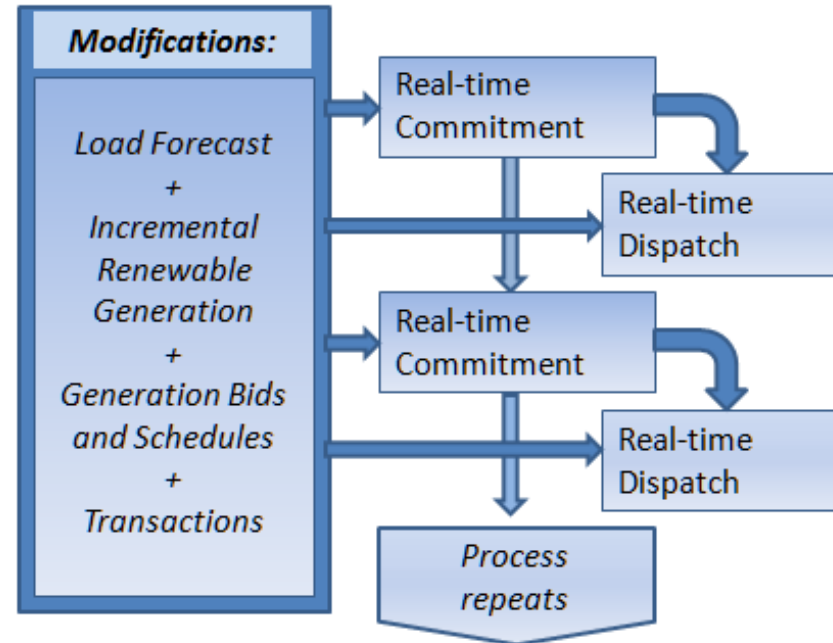 Modifications:
Load Forecast
+
Incremental
Renewable
Generation
+
Generation Bids
and Schedules
+
Transactions
Real-time
Commitment
Real-time
Dispatch
Real-time
Commitment
Real-time
Dispatch
Process
repeats